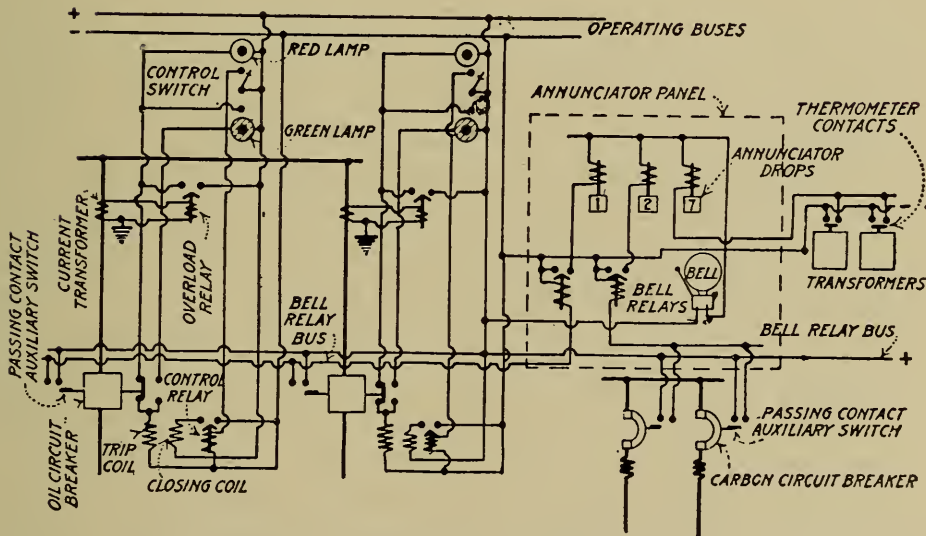 +
-
OPERATING BUSES
RED LAMP
CONTROL
SWITCH
GREEN LAMP
ANNUNCIATOR PANEL
THERMOMETER
CONTACTS
ANNUNCIATOR
DROPS
1
2
7
+
-
CURRENT
TRANSFORMER
OVERLOAD
RELAY
BELL
TRANSFORMERS
BELL
RELAYS
PASSING CONTACT
AUXILIARY SWITCH
BELL
RELAY
BUS
BELL RELAY BUS
+
CONTROL
RELAY
PASSING CONTACT
AUXILIARY SWITCH
OIL CIRCUIT
BREAKER
TRIP
COIL
CLOSING COIL
CARBON CIRCUIT BREAKER